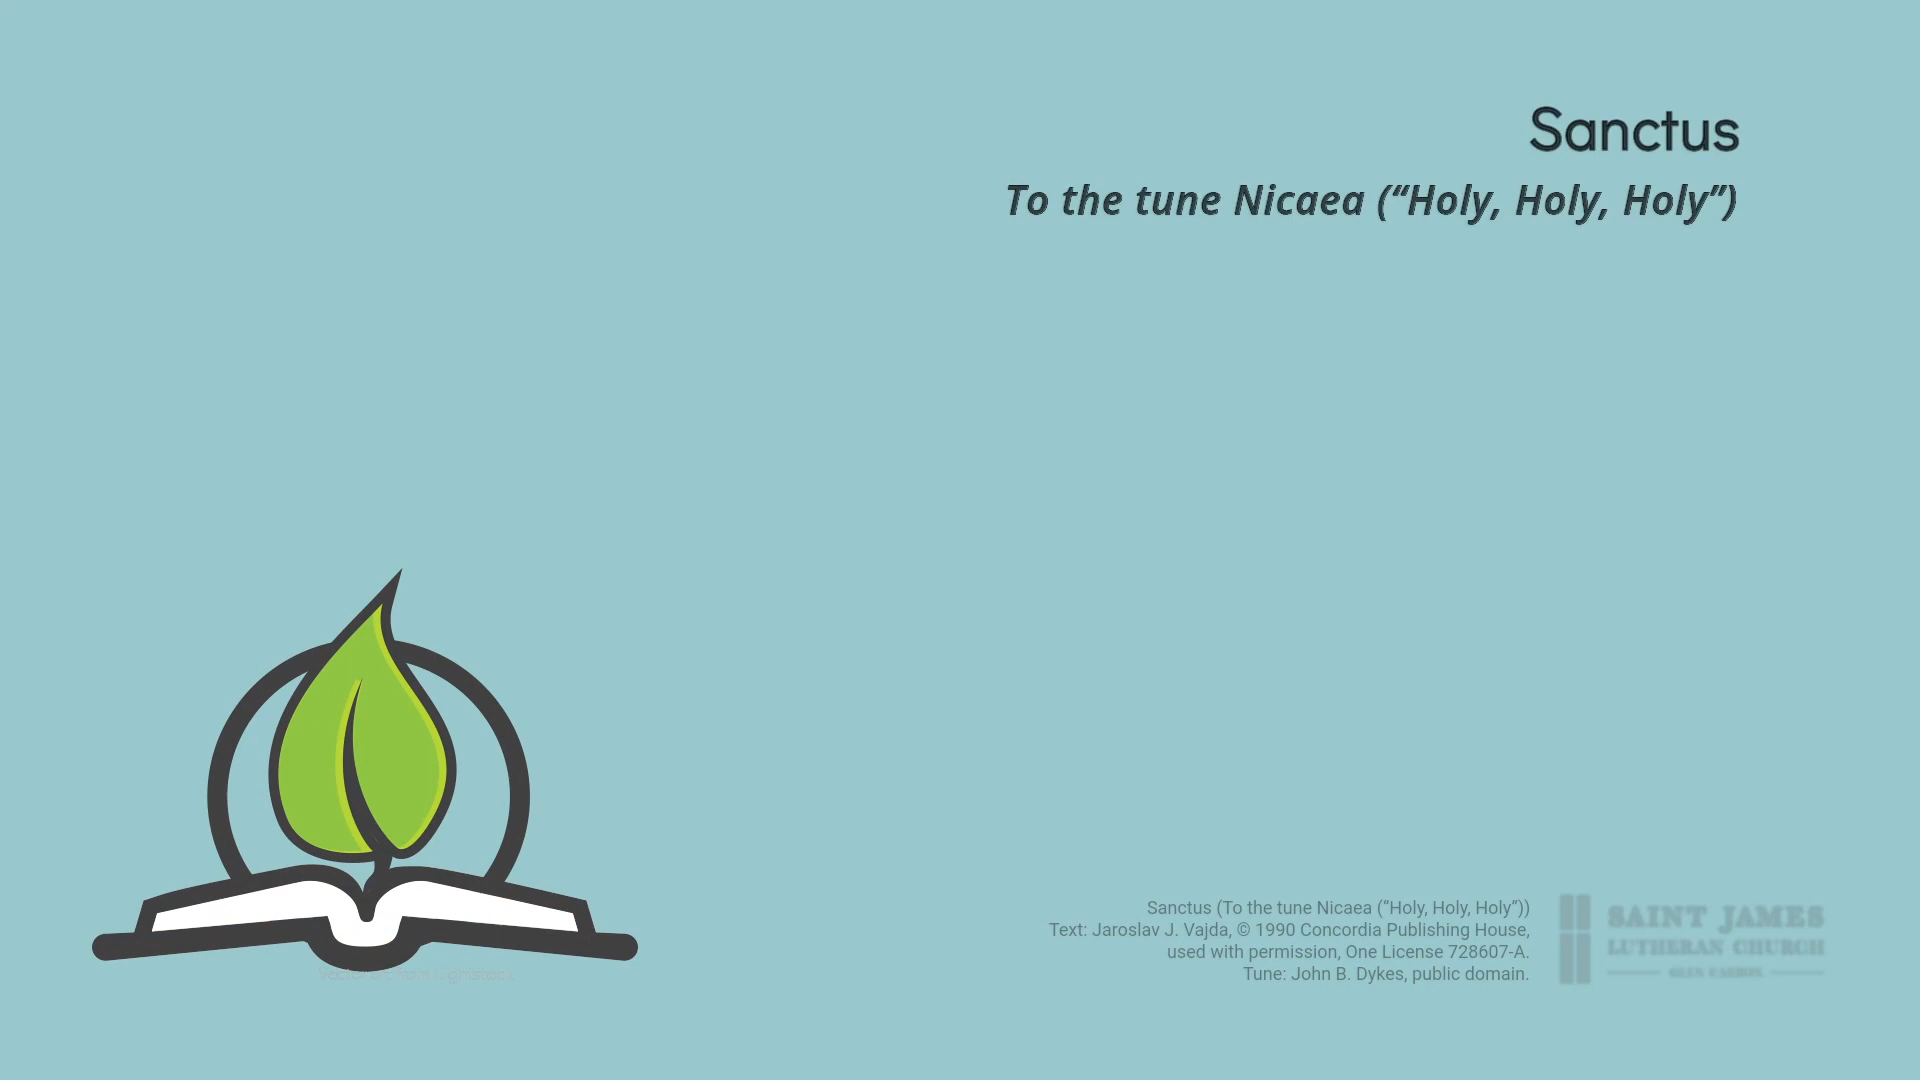 Sanctus
To the tune Nicaea (“Holy, Holy, Holy”)
Sanctus (To the tune Nicaea (“Holy, Holy, Holy”))
Text: Jaroslav J. Vajda, © 1990 Concordia Publishing House,
used with permission, One License 728607-A.
Tune: John B. Dykes, public domain.
SAINT JAMES
LUTHERAN CHURCH
GLEN CARBON